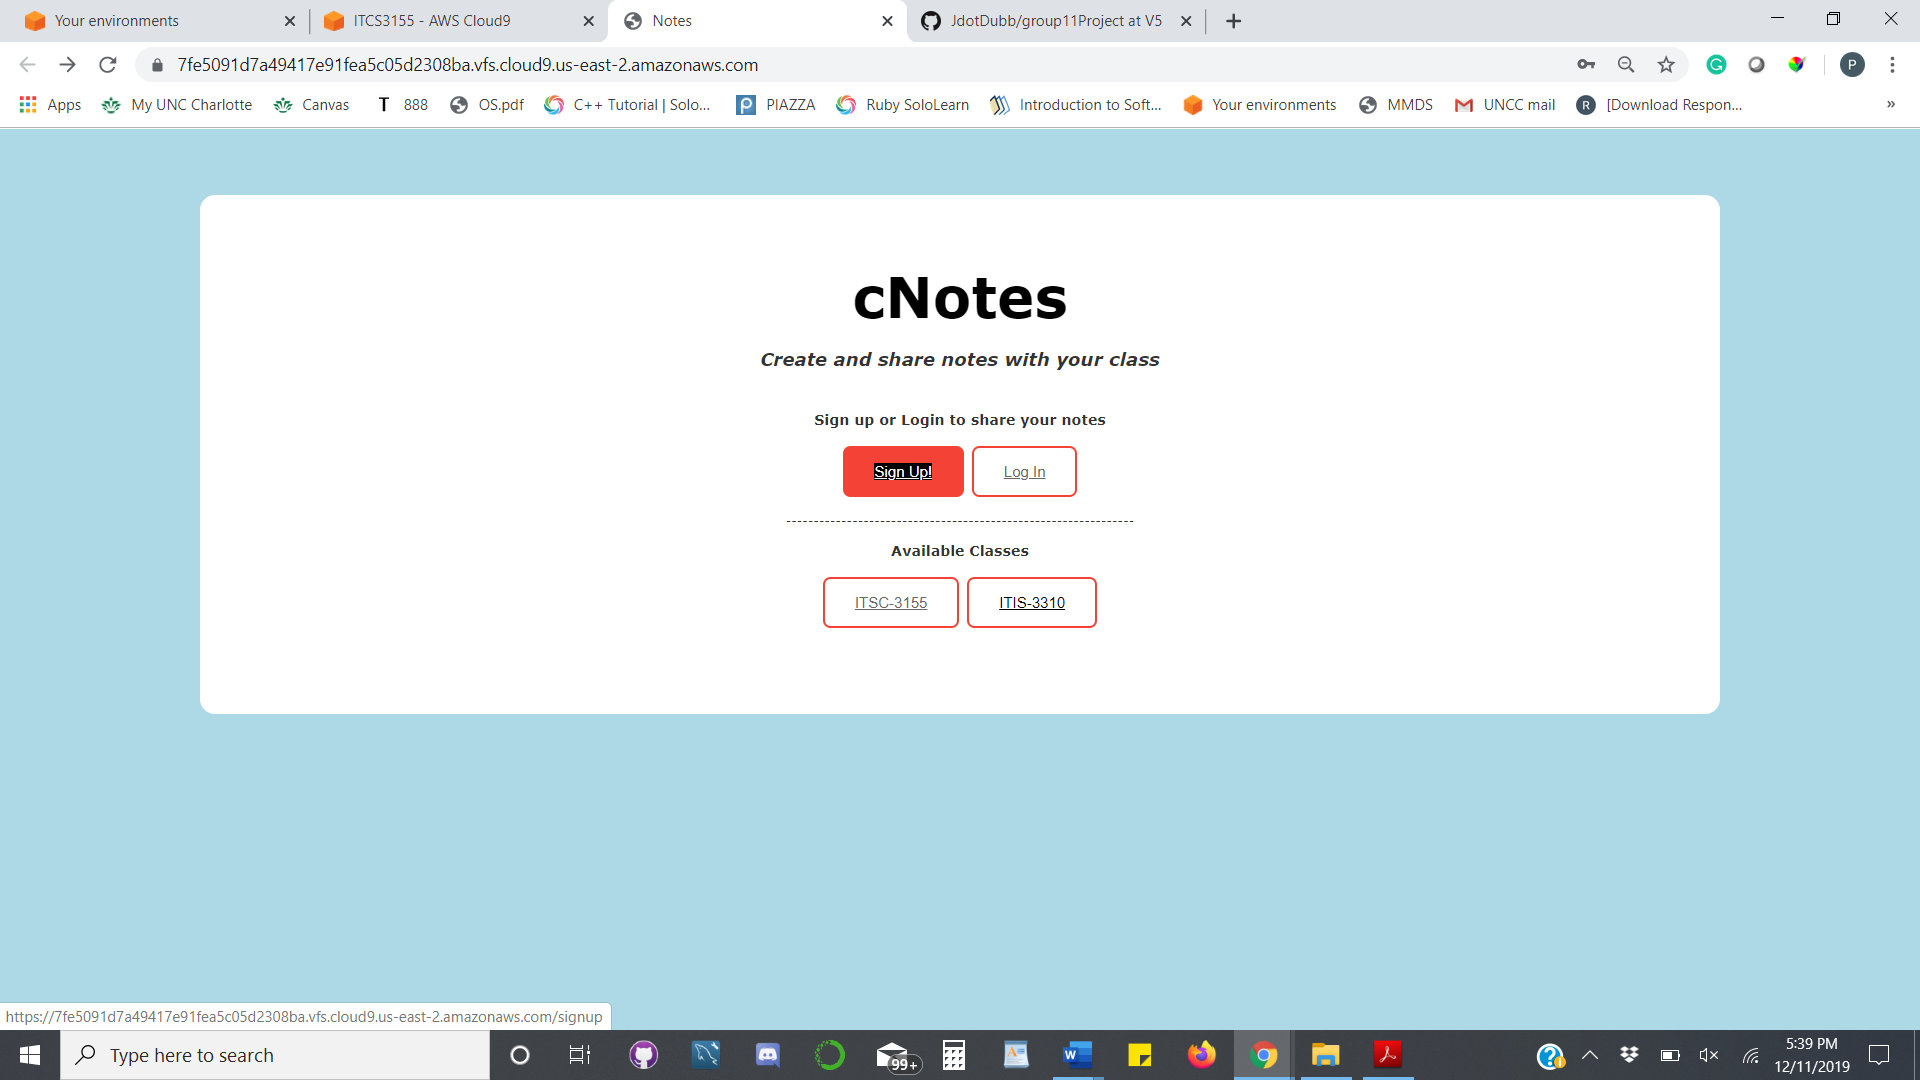 Your environments
ITCS3155 - AWS Cloud9
Notes
JdotDubb/group11Project at V5
7fe5091d7a49417e91fea5c05d2308ba.vfs.cloud9.us-east-2.amazonaws.com
P
Apps
My UNC Charlotte
Canvas
T 888
OS.pdf
C++ Tutorial | Solo...
PIAZZA
Ruby SoloLearn
Introduction to Soft...
Your environments
MMDS
UNCC mail
R [Download Respon...
»
cNotes
Create and share notes with your class
Sign up or Login to share your notes
Sign Up! Log In
---------------------------------------------------------------
Available Classes
ITSC-3155 ITIS-3310
https://7fe5091d7a49417e91fea5c05d2308ba.vfs.cloud9.us-east-2.amazonaws.com/signup
Type here to search
99+
5:39 PM
12/11/2019